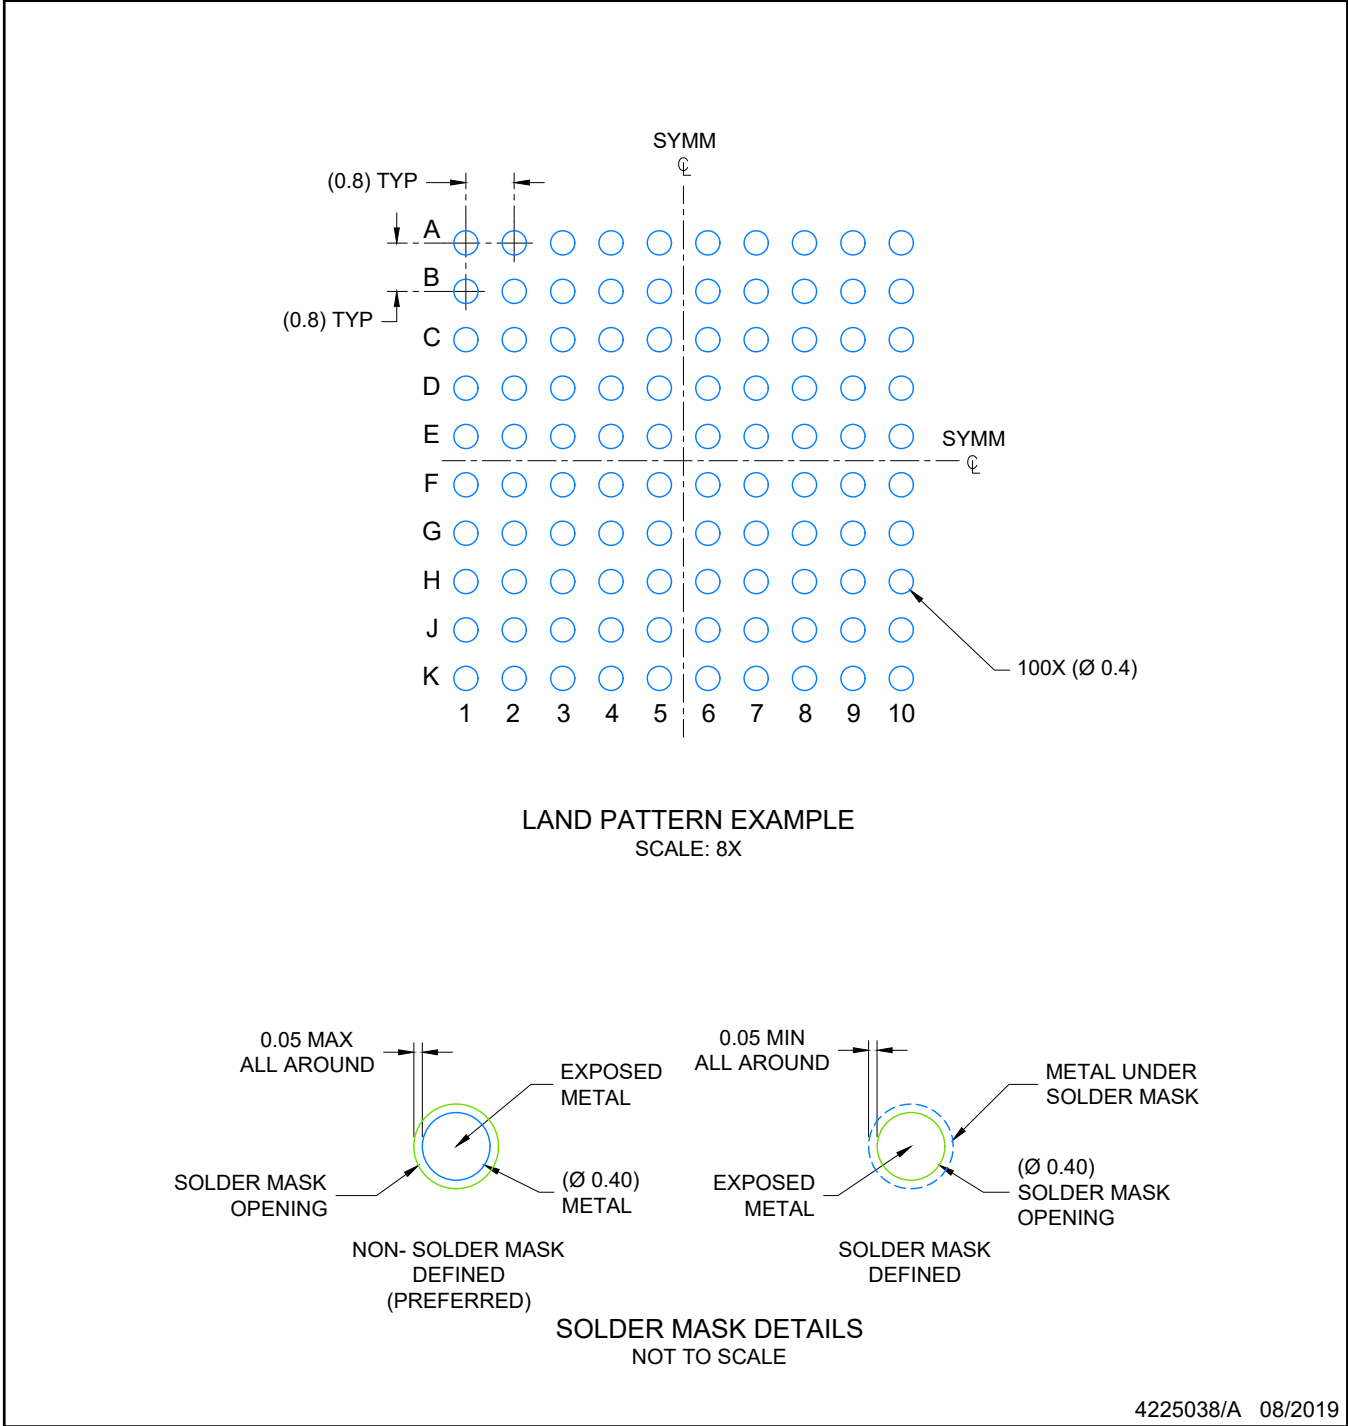 SYMM
℄
(0.8) TYP
A
B
(0.8) TYP
C
D
E
SYMM
℄
F
G
H
J
K
100X (Ø 0.4)
1 2 3 4 5 6 7 8 9 10
LAND PATTERN EXAMPLE
SCALE: 8X
0.05 MAX
ALL AROUND
EXPOSED
METAL
SOLDER MASK
OPENING
(Ø 0.40)
METAL
NON- SOLDER MASK
DEFINED
(PREFERRED)
0.05 MIN
ALL AROUND
METAL UNDER
SOLDER MASK
EXPOSED
METAL
(Ø 0.40)
SOLDER MASK
OPENING
SOLDER MASK
DEFINED
SOLDER MASK DETAILS
NOT TO SCALE
4225038/A 08/2019